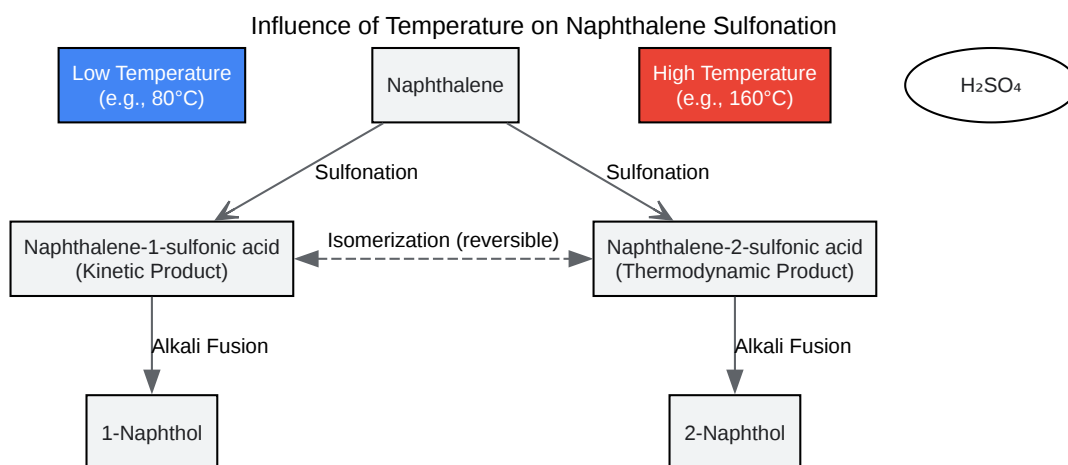 Influence of Temperature on Naphthalene Sulfonation
Low Temperature
(e.g., 80°C)
Naphthalene
High Temperature
(e.g., 160°C)
H₂SO₄
Sulfonation
Sulfonation
Naphthalene-1-sulfonic acid
(Kinetic Product)
Isomerization (reversible)
Naphthalene-2-sulfonic acid
(Thermodynamic Product)
Alkali Fusion
Alkali Fusion
1-Naphthol
2-Naphthol